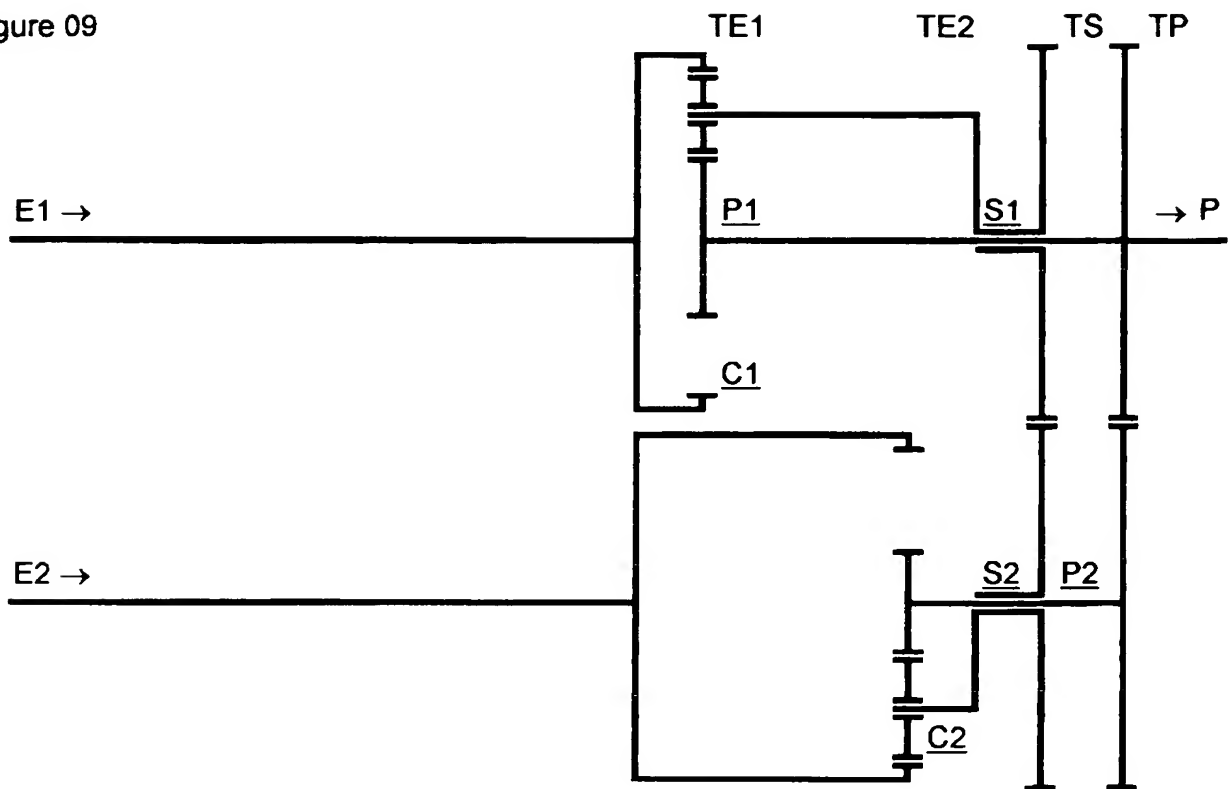 gure 09
TE1 TE2 TS TP
E1 → P1 S1 → P
C1
E2 → S2 P2
C2